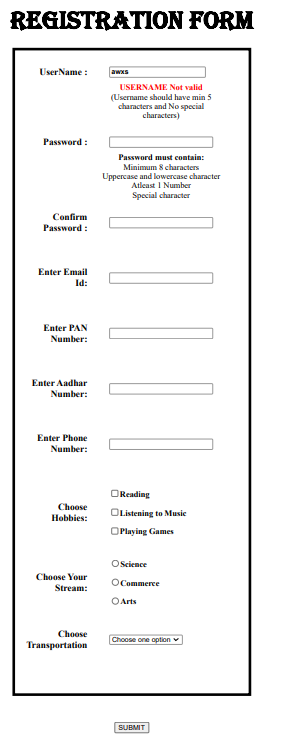 REGISTRATION FORM
UserName :
awxs
USERNAME Not valid
(Username should have min 5
characters and No special
characters)
Password :
Password must contain:
Minimum 8 characters
Uppercase and lowercase character
Atleast 1 Number
Special character
Confirm
Password :
Enter Email
Id:
Enter PAN
Number:
Enter Aadhar
Number:
Enter Phone
Number:
Choose
Hobbies:
Reading
Listening to Music
Playing Games
Choose Your
Stream:
Science
Commerce
Arts
Choose
Transportation
Choose one option
SUBMIT